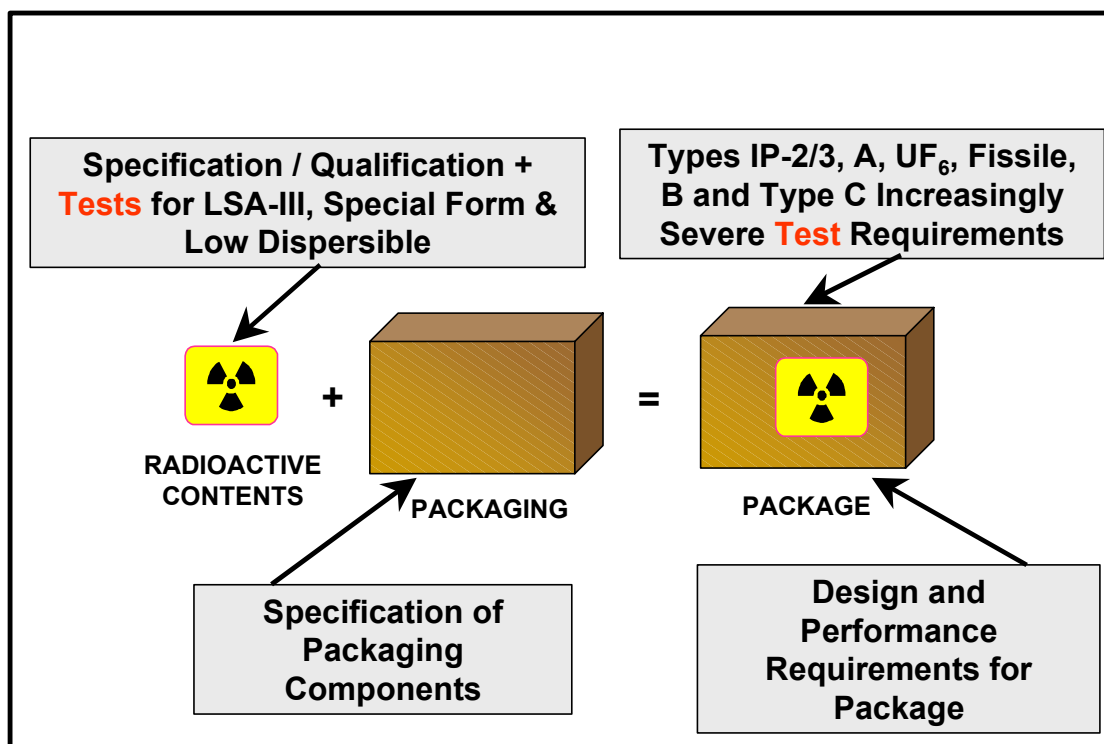 Specification / Qualification +
Tests for LSA-III, Special Form &
Low Dispersible
Types IP-2/3, A, UF₆, Fissile,
B and Type C Increasingly
Severe Test Requirements
+
=
RADIOACTIVE
CONTENTS
PACKAGING
PACKAGE
Specification of
Packaging
Components
Design and
Performance
Requirements for
Package